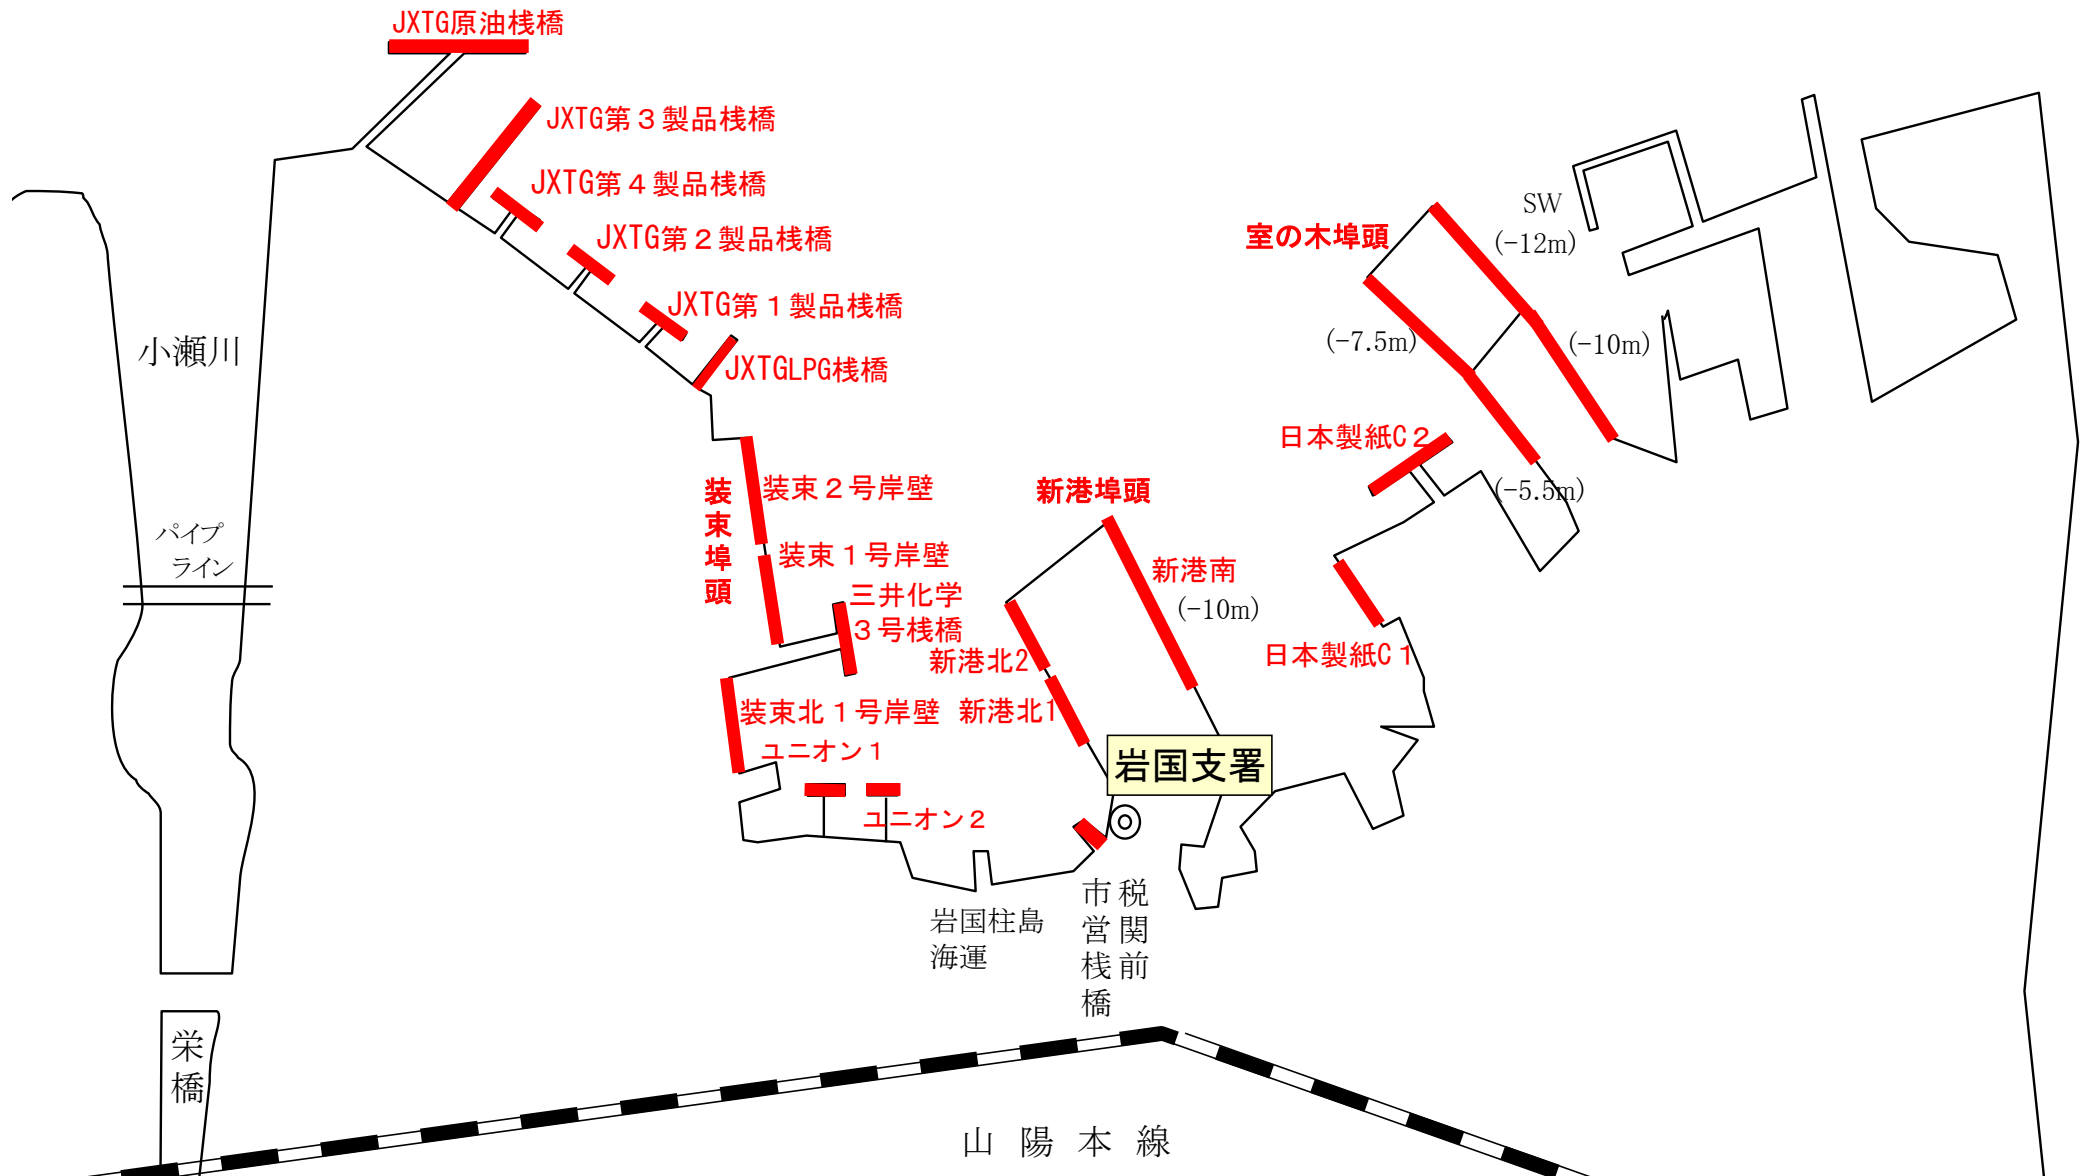 JXTG原油桟橋
JXTG第３製品桟橋
JXTG第４製品桟橋
JXTG第２製品桟橋
JXTG第１製品桟橋
JXTGLPG桟橋
SW
(-12m)
室の木埠頭
(-7.5m)
(-10m)
(-5.5m)
小瀬川
パイプ
ライン
装束埠頭
装束２号岸壁
装束１号岸壁
三井化学
３号桟橋
新港埠頭
新港南
(-10m)
新港北2
新港北1
日本製紙C２
日本製紙C１
装束北１号岸壁
ユニオン１
ユニオン２
岩国支署
岩国柱島
海運
税関前
市営桟橋
栄橋
山陽本線